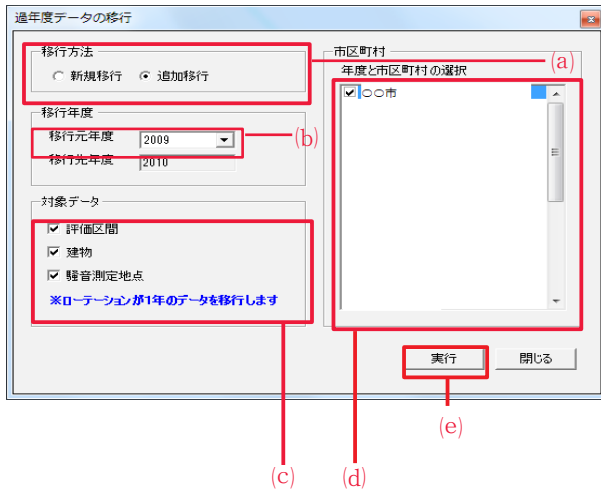 過年度データの移行
移行方法
新規移行 追加移行
移行年度
移行元年度 2009
移行先年度 2010
対象データ
評価区間
建物
騒音測定地点
※ローテーションが1年のデータを移行します
市区町村
年度と市区町村の選択
○○市
実行 閉じる
(a)
(b)
(c)
(d)
(e)